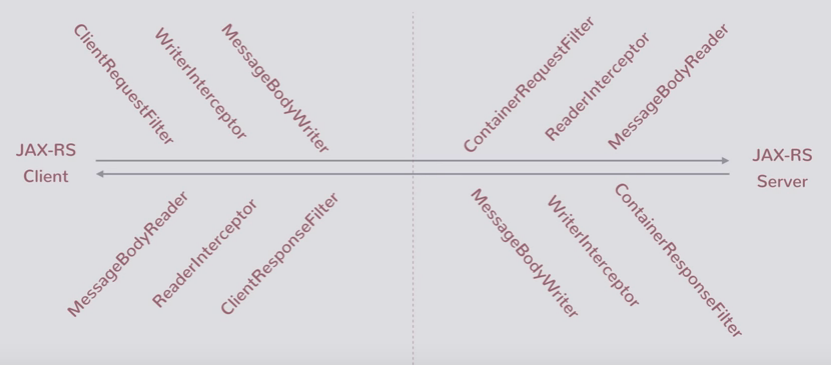 ClientRequestFilter
WriterInterceptor
MessageBodyWriter
ContainerRequestFilter
ReaderInterceptor
MessageBodyReader
JAX-RS
Client
JAX-RS
Server
MessageBodyReader
ReaderInterceptor
ClientResponseFilter
MessageBodyWriter
WriterInterceptor
ContainerResponseFilter